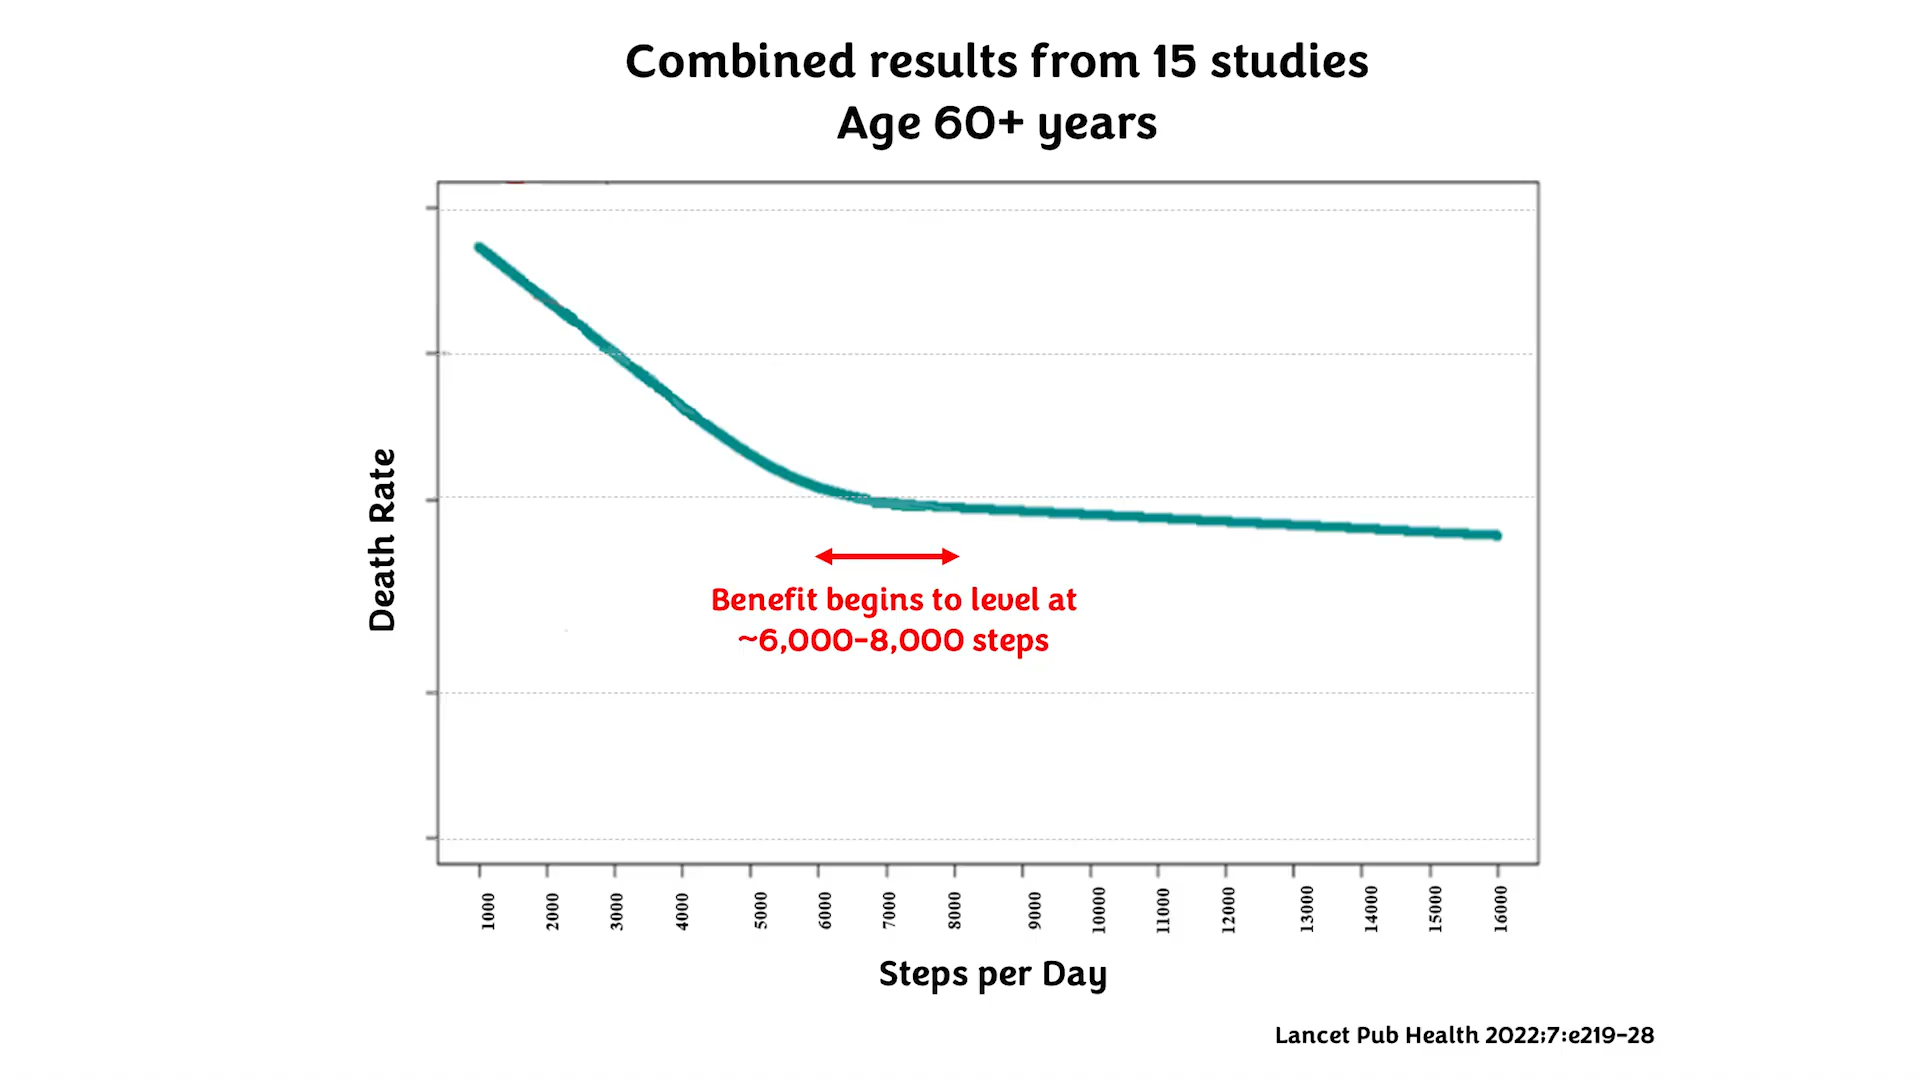 Combined results from 15 studies
Age 60+ years
Death Rate
Benefit begins to level at
~6,000-8,000 steps
1000 2000 3000 4000 5000 6000 7000 8000 9000 10000 11000 12000 13000 14000 15000 16000
Steps per Day
Lancet Pub Health 2022;7:e219-28